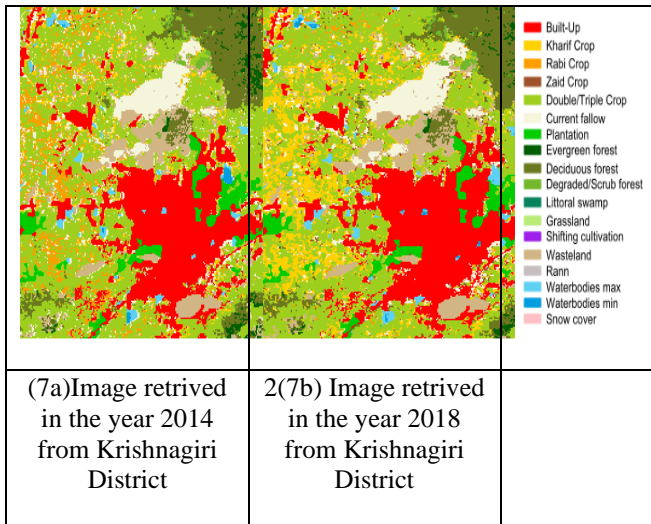 Built-Up
Kharif Crop
Rabi Crop
Zaid Crop
Double/Triple Crop
Current fallow
Plantation
Evergreen forest
Deciduous forest
Degraded/Scrub forest
Littoral swamp
Grassland
Shifting cultivation
Wasteland
Rann
Waterbodies max
Waterbodies min
Snow cover
(7a)Image retrived
in the year 2014
from Krishnagiri
District
2(7b) Image retrived
in the year 2018
from Krishnagiri
District